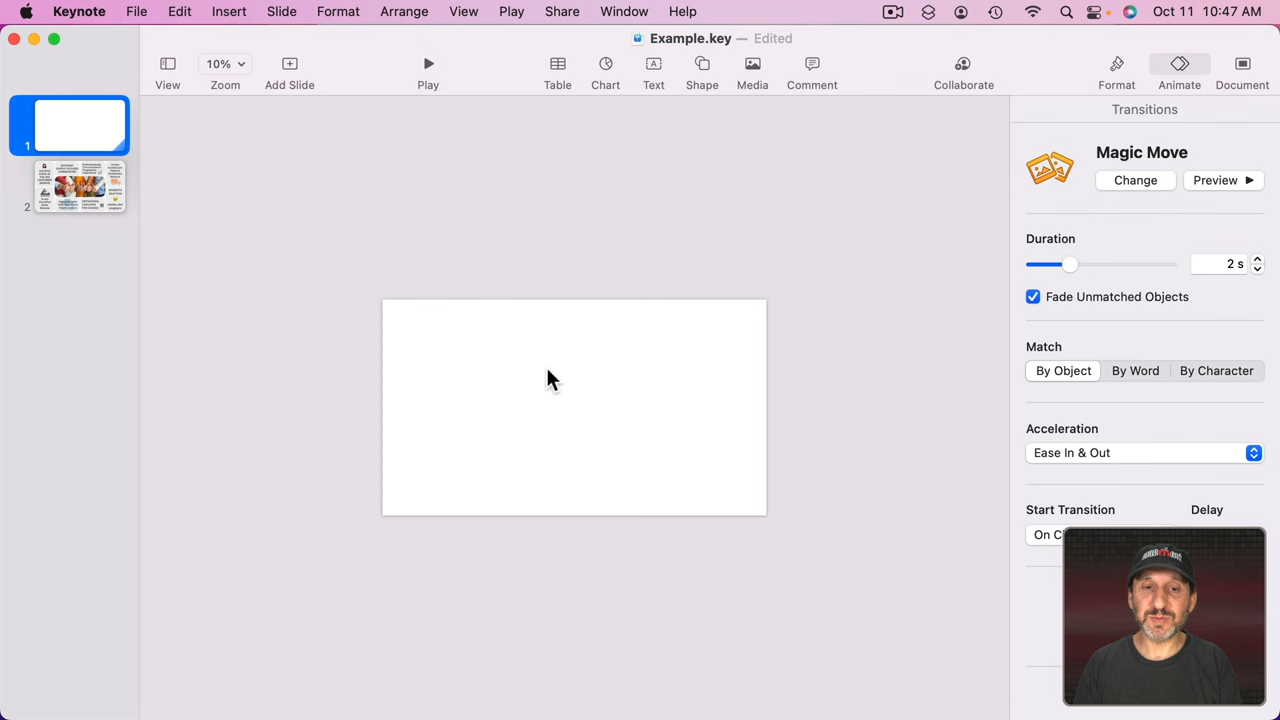 Keynote File Edit Insert Slide Format Arrange View Play Share Window Help Oct 11 10:47 AM
Example.key — Edited
10%
View Zoom Add Slide Play Table Chart Text Shape Media Comment Collaborate Format Animate Document
Transitions
1
2
Magic Move
Change Preview
Duration
2 s
Fade Unmatched Objects
Match
By Object By Word By Character
Acceleration
Ease In & Out
Start Transition Delay
On C